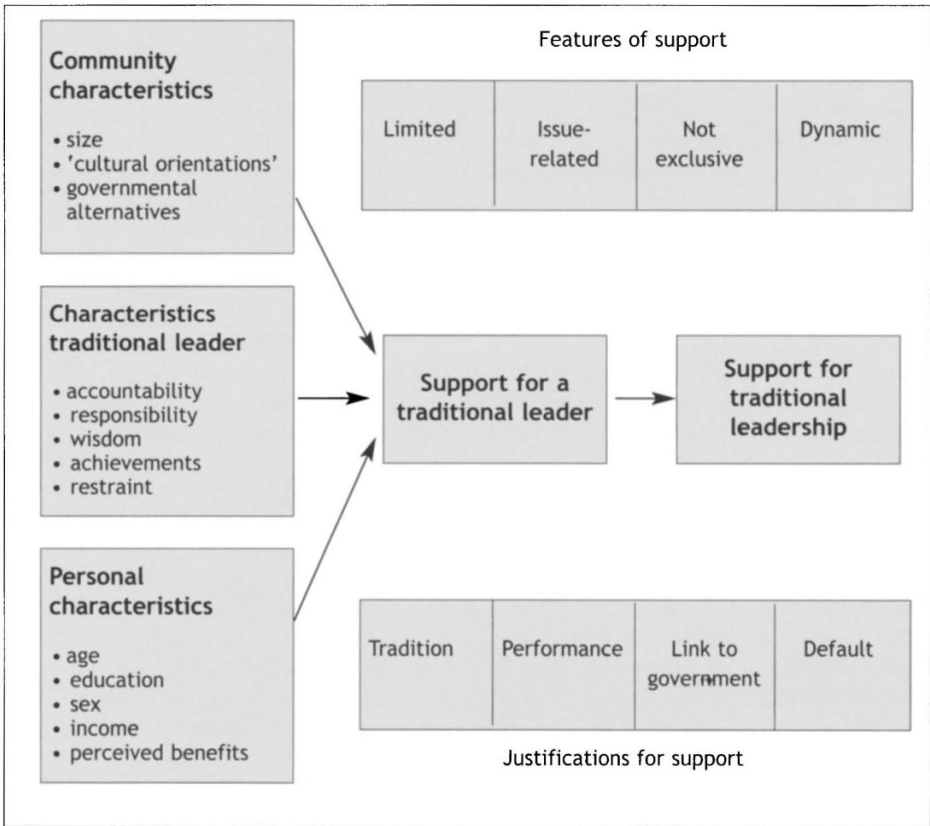 Community
characteristics
• size
• 'cultural orientations'
• governmental
alternatives
Characteristics
traditional leader
• accountability
• responsibility
• wisdom
• achievements
• restraint
Personal
characteristics
• age
• education
• sex
• income
• perceived benefits
Features of support
Limited
Issue-
related
Not
exclusive
Dynamic
Support for a
traditional leader
Support for
traditional
leadership
Tradition
Performance
Link to
government
Default
Justifications for support